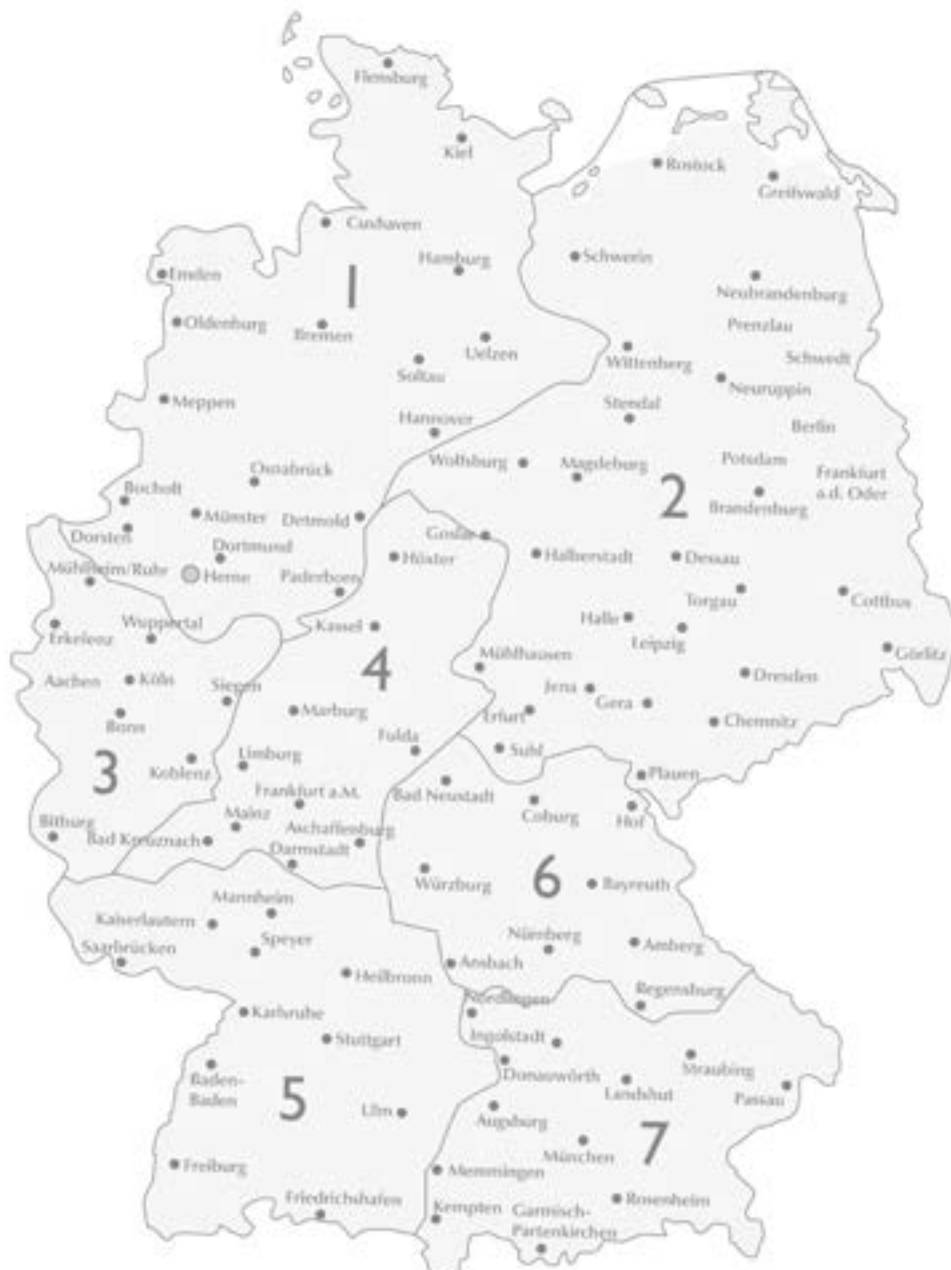 Flensburg
Kiel
Rostock
Greifswald
Cuxhaven
Schwerin
Hamburg
Emden
1
Neubrandenburg
Oldenburg
Bremen
Prenzlau
Uelzen
Schwedt
Wittenberg
Soltau
Neuruppin
Meppen
Stendal
Hannover
Berlin
Wolfsburg
Magdeburg
Potsdam
Osnabrück
Frankfurt
a.d. Oder
Bocholt
2
Brandenburg
Münster
Detmold
Dorsten
Goslar
Dortmund
Höxter
Halberstadt
Dessau
Mühlheim/Ruhr
Herne
Paderborn
Torgau
Cottbus
Wuppertal
Kassel
Halle
Erkelenz
Leipzig
Mühlhausen
Görlitz
4
Aachen
Köln
Siegen
Jena
Dresden
Marburg
Erfurt
Gera
Bonn
Chemnitz
Fulda
Suhl
Limburg
3
Koblenz
Plauen
Frankfurt a.M.
Bad Neustadt
Coburg
Hof
Mainz
Aschaffenburg
Bitburg
Bad Kreuznach
Darmstadt
Würzburg
6
Bayreuth
Mannheim
Kaiserlautern
Speyer
Nürnberg
Amberg
Saarbrücken
Ansbach
Heilbronn
Regensburg
Nördlingen
Karlsruhe
Ingolstadt
Stuttgart
Straubing
Donauwörth
Baden-
Baden
Landshut
Passau
5
Ulm
Augsburg
7
München
Freiburg
Memmingen
Friedrichshafen
Rosenheim
Kempten
Garmisch-
Partenkirchen